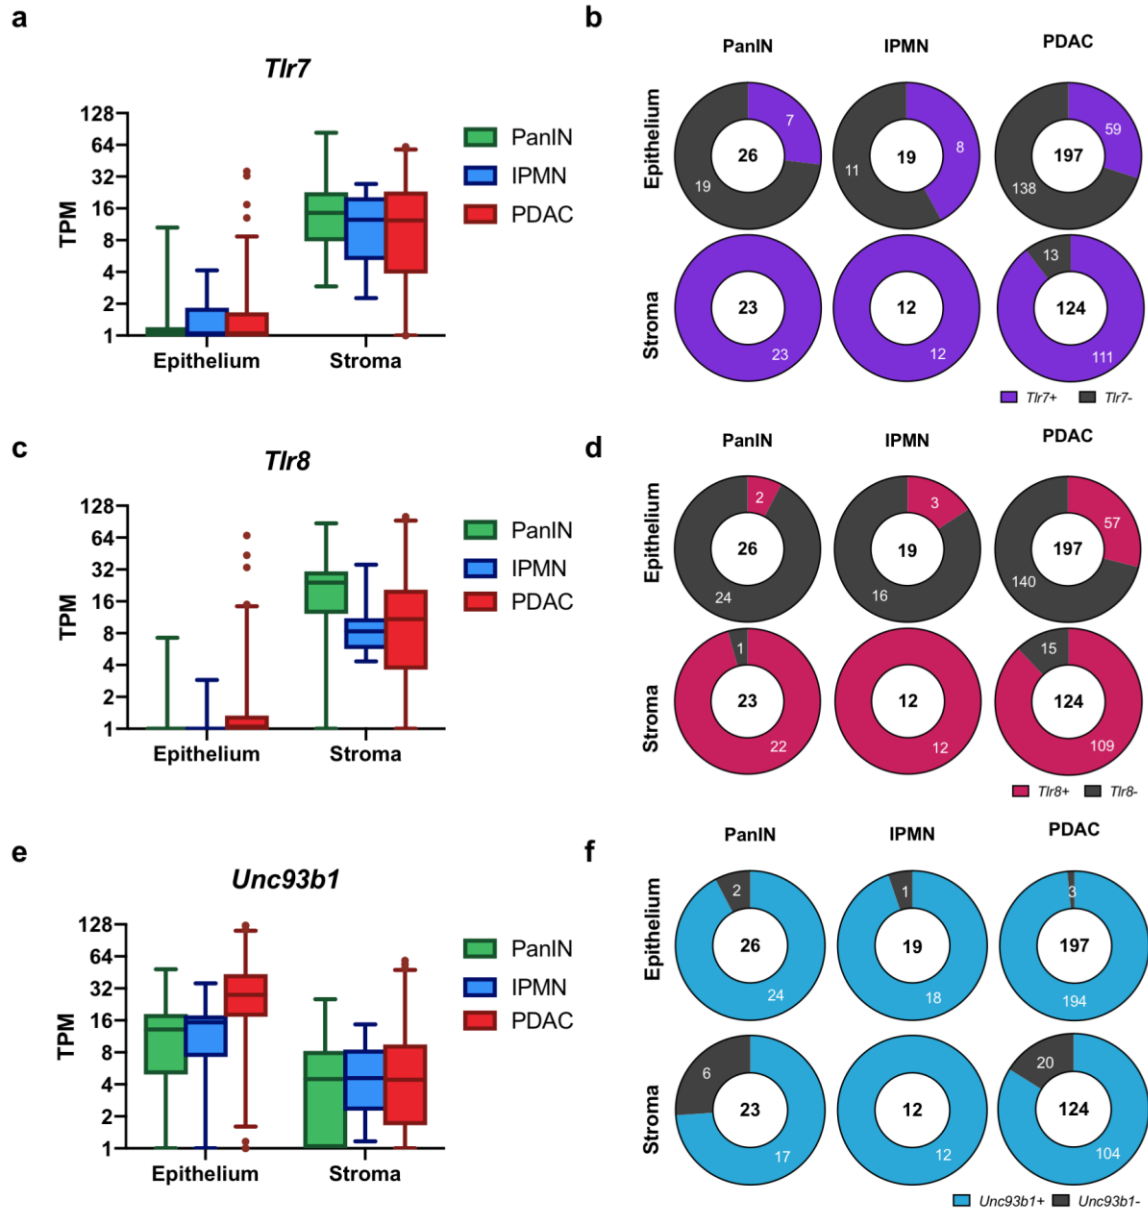 a
Tlr7
TPM
128
64
32
16
8
4
2
1
Epithelium
Stroma
PanIN
IPMN
PDAC
b
PanIN
IPMN
PDAC
Epithelium
7
26
19
8
19
11
59
197
138
Stroma
23
23
12
12
13
124
111
Tlr7+
Tlr7-
c
Tlr8
TPM
128
64
32
16
8
4
2
1
Epithelium
Stroma
PanIN
IPMN
PDAC
d
PanIN
IPMN
PDAC
Epithelium
2
26
24
3
19
16
57
197
140
Stroma
1
23
22
12
12
15
124
109
Tlr8+
Tlr8-
e
Unc93b1
TPM
128
64
32
16
8
4
2
1
Epithelium
Stroma
PanIN
IPMN
PDAC
f
PanIN
IPMN
PDAC
Epithelium
2
26
24
1
19
18
3
197
194
Stroma
6
23
17
12
12
20
124
104
Unc93b1+
Unc93b1-